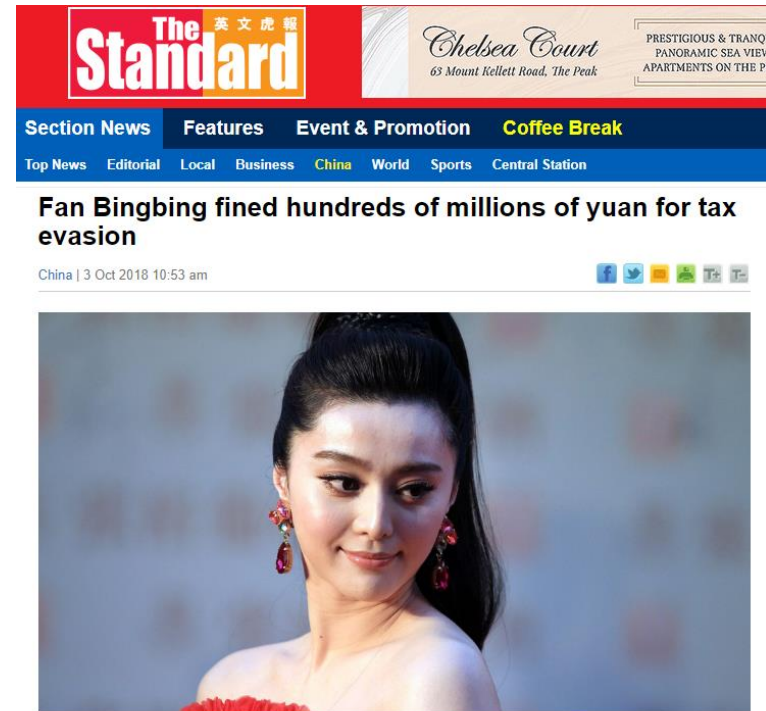 The
英文虎報
Standard
Chelsea Court
63 Mount Kellett Road, The Peak
PRESTIGIOUS &
PANORAMIC SEA
APARTMENTS ON THE
Section News Features Event & Promotion Coffee Break
Top News Editorial Local Business China World Sports Central Station
Fan Bingbing fined hundreds of millions of yuan for tax
evasion
China | 3 Oct 2018 10:53 am
f T+ T-